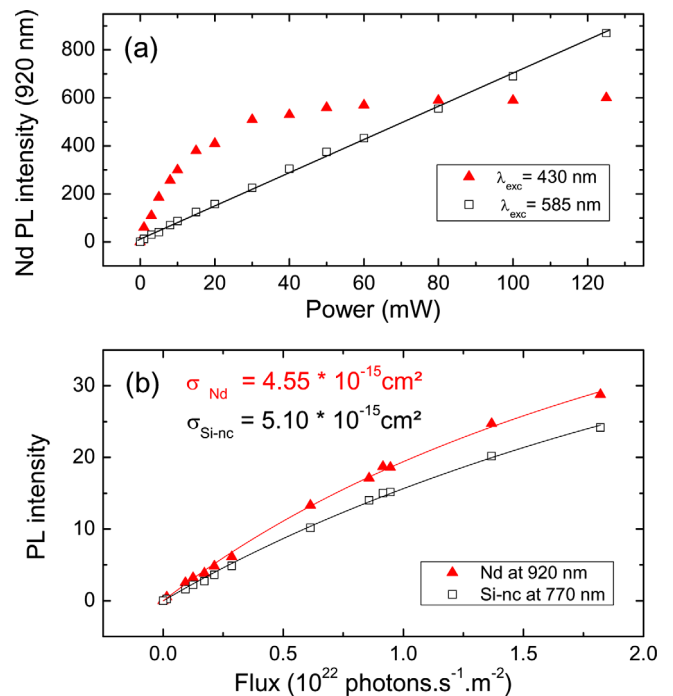 (a)
Nd PL intensity (920 nm)
800
600
400
200
0
λexc= 430 nm
λexc= 585 nm
0 20 40 60 80 100 120
Power (mW)
(b)
σ Nd = 4.55 * 10⁻¹⁵cm²
σSi-nc = 5.10 * 10⁻¹⁵cm²
PL intensity
30
20
10
0
Nd at 920 nm
Si-nc at 770 nm
0.0 0.5 1.0 1.5 2.0
Flux (10²² photons.s⁻¹.m⁻²)